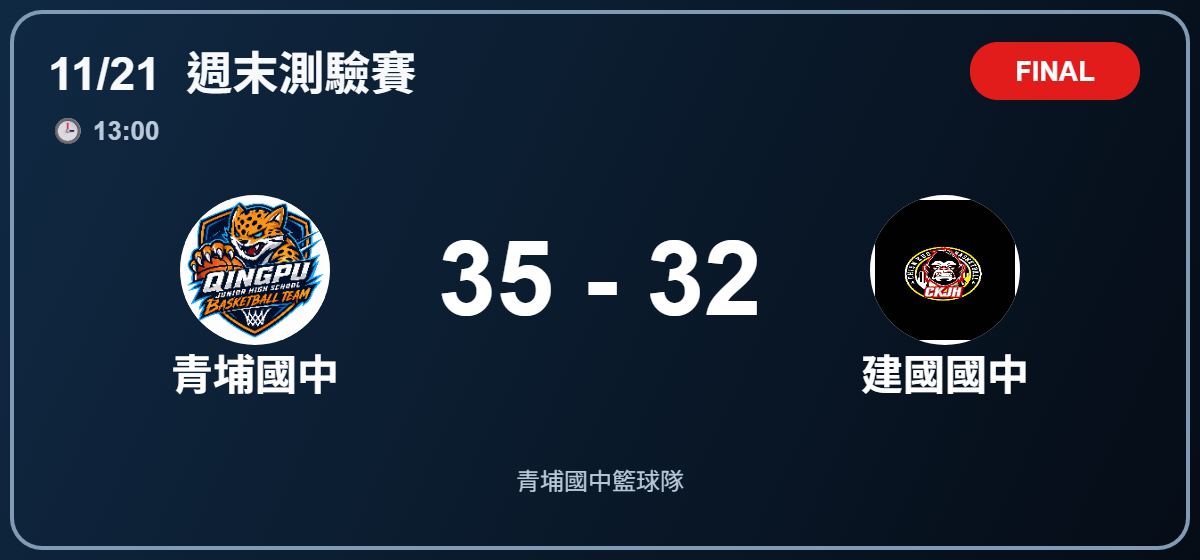 11/21 週末測驗賽
FINAL
13:00
QINGPU
JUNIOR HIGH SCHOOL
BASKETBALL TEAM
35 - 32
CKJH
青埔國中
建國國中
青埔國中籃球隊